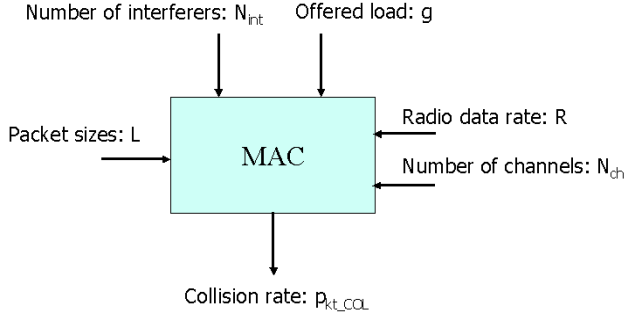 Number of interferers: N_int Offered load: g
Packet sizes: L
MAC
Radio data rate: R
Number of channels: N_ch
Collision rate: p_kt_COL